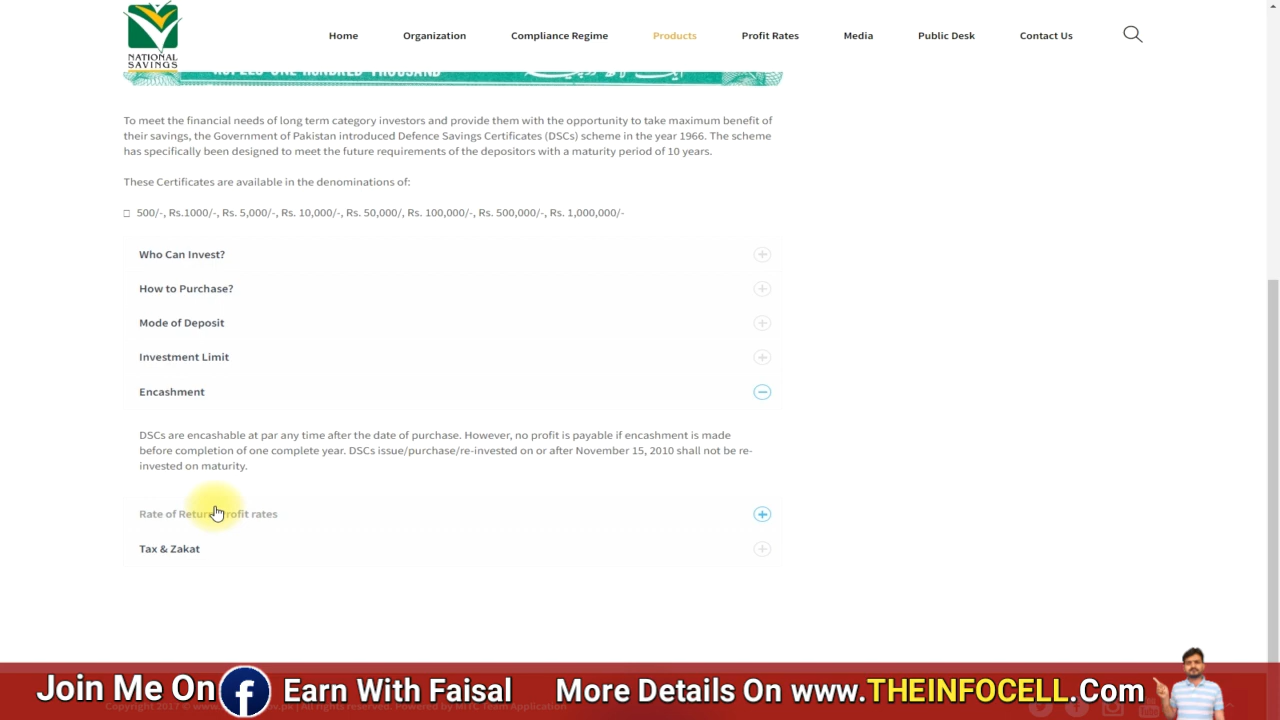 NATIONAL
SAVINGS
Home
Organization
Compliance Regime
Products
Profit Rates
Media
Public Desk
Contact Us
RUPEES ONE HUNDRED THOUSAND
To meet the financial needs of long term category investors and provide them with the opportunity to take maximum benefit of
their savings, the Government of Pakistan introduced Defence Savings Certificates (DSCs) scheme in the year 1966. The scheme
has specifically been designed to meet the future requirements of the depositors with a maturity period of 10 years.
These Certificates are available in the denominations of:
□ 500/-, Rs.1000/-, Rs. 5,000/-, Rs. 10,000/-, Rs. 50,000/, Rs. 100,000/-, Rs. 500,000/-, Rs. 1,000,000/-
Who Can Invest?
How to Purchase?
Mode of Deposit
Investment Limit
Encashment
DSCs are encashable at par any time after the date of purchase. However, no profit is payable if encashment is made
before completion of one complete year. DSCs issue/purchase/re-invested on or after November 15, 2010 shall not be re-
invested on maturity.
Rate of Return/Profit rates
Tax & Zakat
Join Me On f Earn With Faisal More Details On www.THEINFOCELL.Com